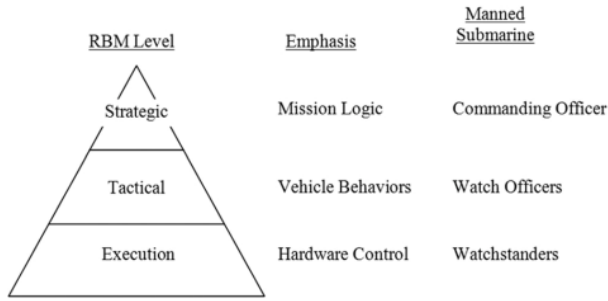 RBM Level Emphasis Manned Submarine
Strategic Mission Logic Commanding Officer
Tactical Vehicle Behaviors Watch Officers
Execution Hardware Control Watchstanders